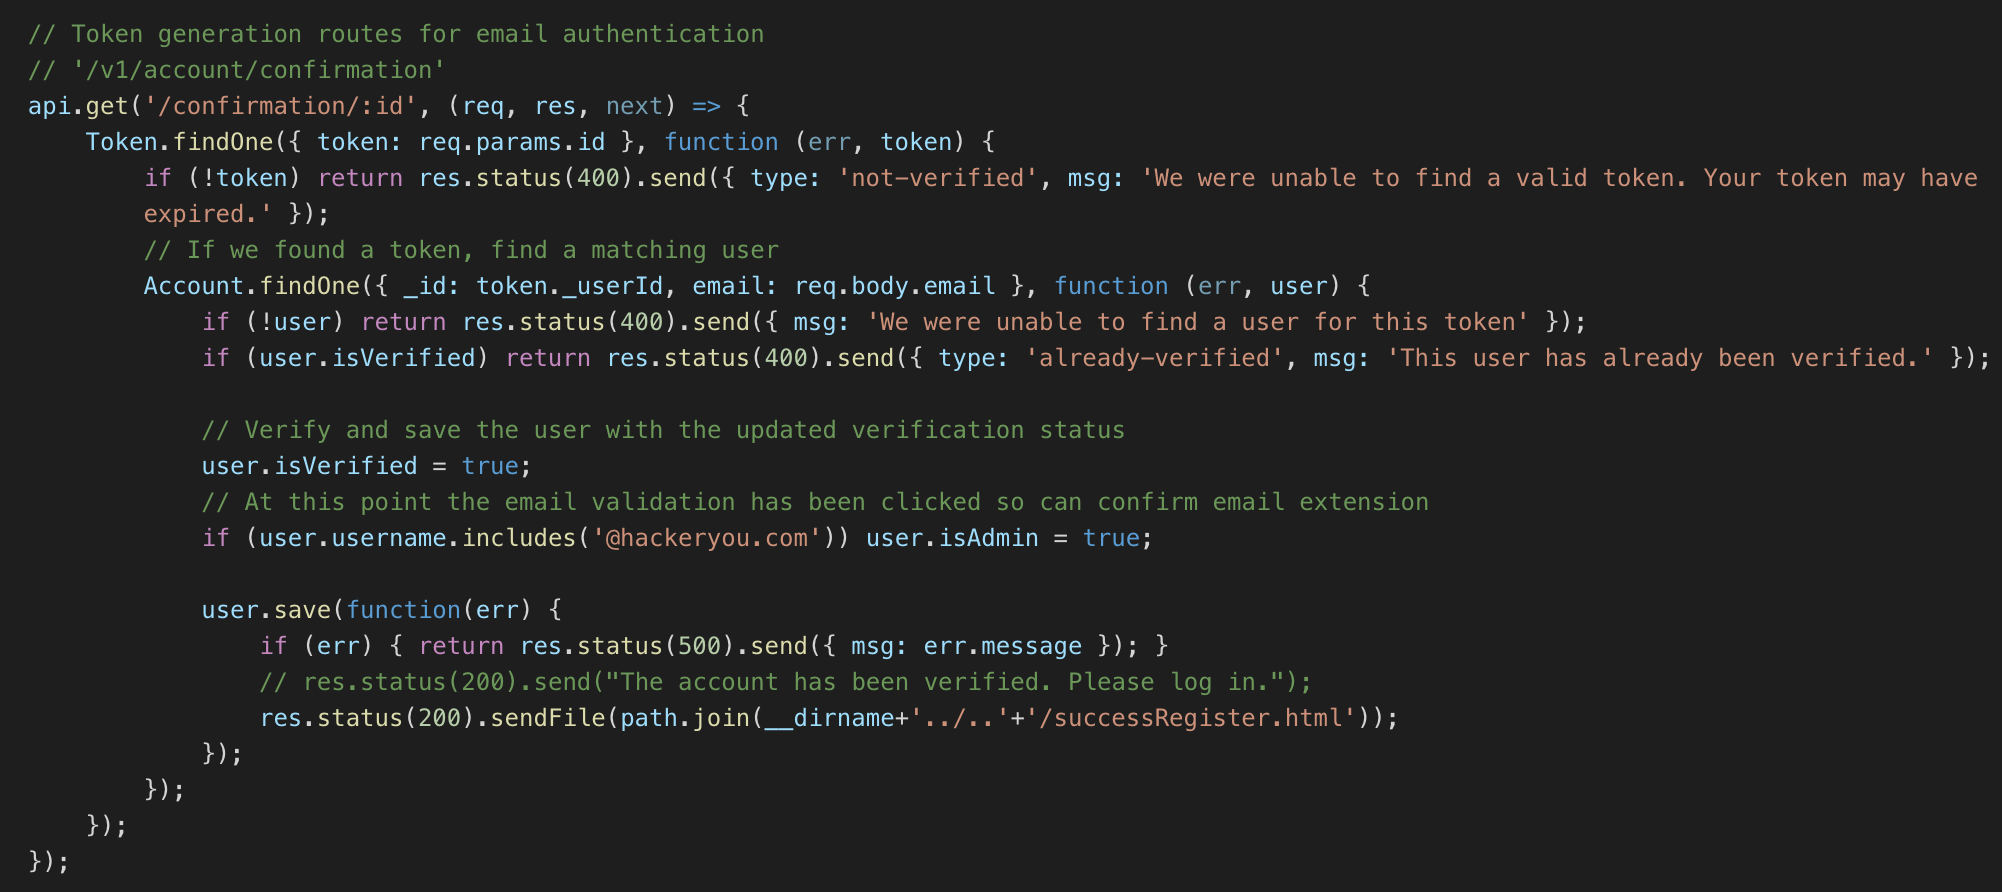 // Token generation routes for email authentication
// '/v1/account/confirmation'
api.get('/confirmation/:id', (req, res, next) => {
    Token.findOne({ token: req.params.id }, function (err, token) {
        if (!token) return res.status(400).send({ type: 'not-verified', msg: 'We were unable to find a valid token. Your token may have
        expired.' });
        // If we found a token, find a matching user
        Account.findOne({ _id: token._userId, email: req.body.email }, function (err, user) {
            if (!user) return res.status(400).send({ msg: 'We were unable to find a user for this token' });
            if (user.isVerified) return res.status(400).send({ type: 'already-verified', msg: 'This user has already been verified.' });

            // Verify and save the user with the updated verification status
            user.isVerified = true;
            // At this point the email validation has been clicked so can confirm email extension
            if (user.username.includes('@hackeryou.com')) user.isAdmin = true;

            user.save(function(err) {
                if (err) { return res.status(500).send({ msg: err.message }); }
                // res.status(200).send("The account has been verified. Please log in.");
                res.status(200).sendFile(path.join(__dirname+'../..'+'/successRegister.html'));
            });
        });
    });
});